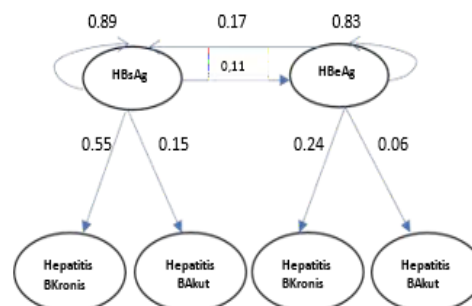 0.89 0.17 0.83
HBsAg 0,11 HBeAg
0.55 0.15 0.24 0.06
Hepatitis Hepatitis Hepatitis Hepatitis
BKronis BAkut BKronis BAkut